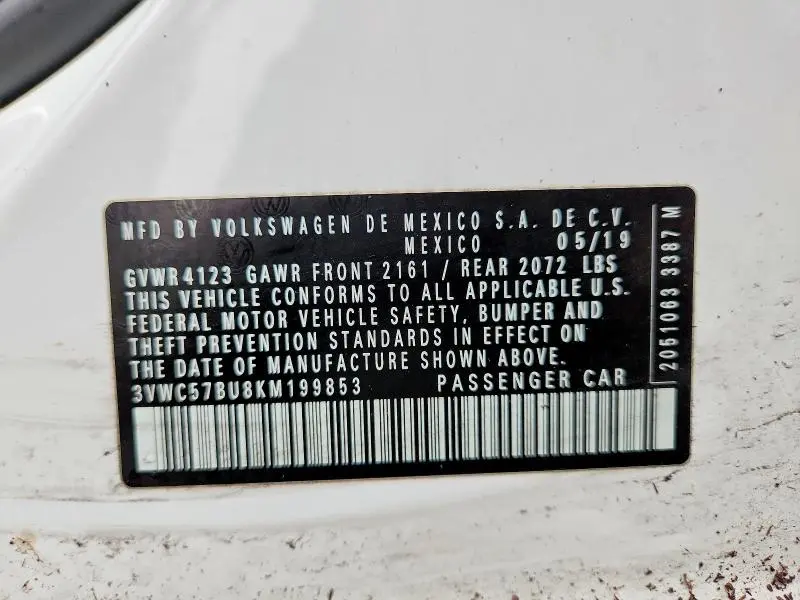 MFD BY VOLKSWAGEN DE MEXICO S.A. DE C.V.
MEXICO 05/19
GVWR 4123 GAWR FRONT 2161 / REAR 2072 LBS
THIS VEHICLE CONFORMS TO ALL APPLICABLE U.S.
FEDERAL MOTOR VEHICLE SAFETY, BUMPER AND
THEFT PREVENTION STANDARDS IN EFFECT ON
THE DATE OF MANUFACTURE SHOWN ABOVE.
3VWC57BU8KM199853 PASSENGER CAR
2051063 3387 M